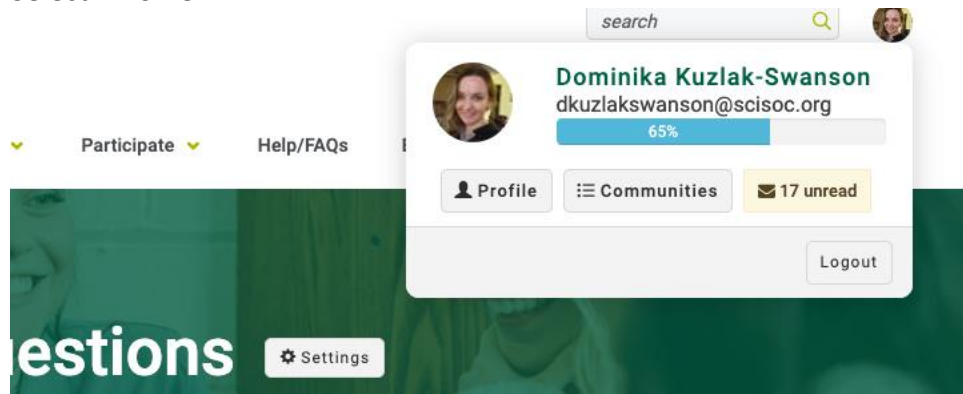 search
Dominika Kuzlak-Swanson
dkuzlakswanson@scisoc.org
65%
Participate Help/FAQs
Profile Communities 17 unread
Logout
estions Settings